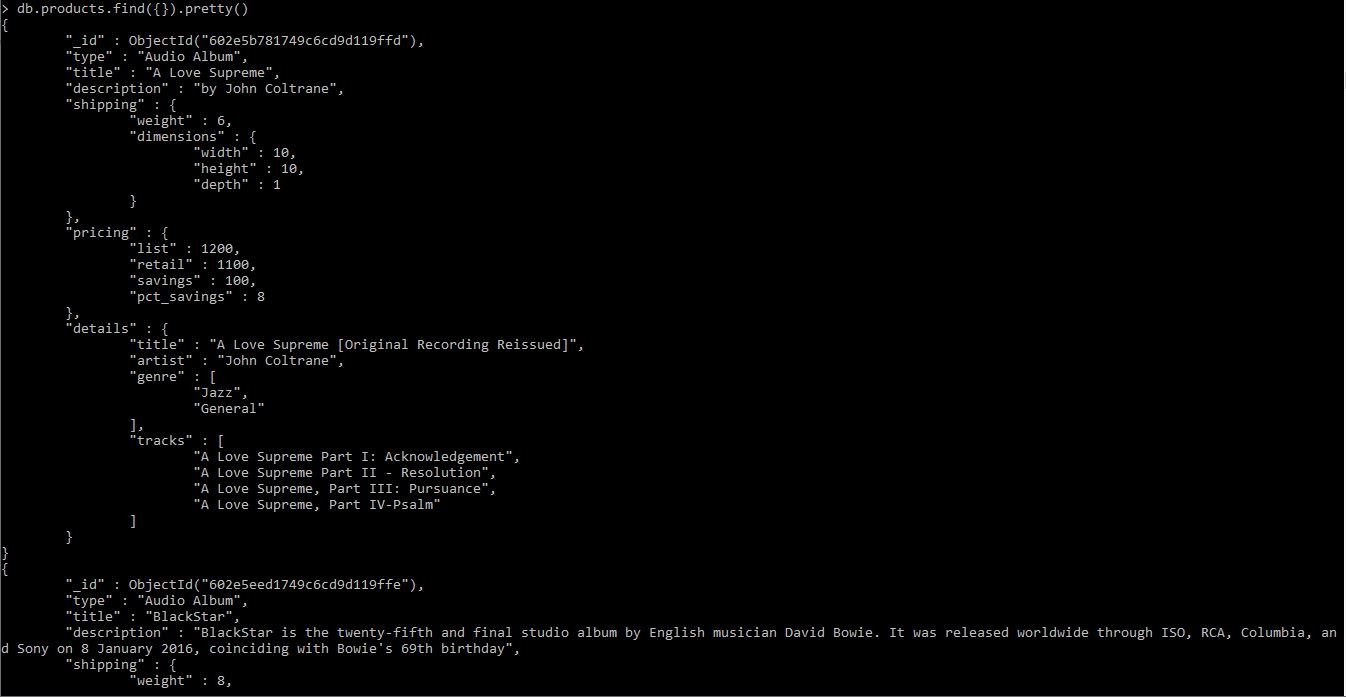 > db.products.find({}).pretty()
{
        "_id" : ObjectId("602e5b781749c6cd9d119ffd"),
        "type" : "Audio Album",
        "title" : "A Love Supreme",
        "description" : "by John Coltrane",
        "shipping" : {
                "weight" : 6,
                "dimensions" : {
                        "width" : 10,
                        "height" : 10,
                        "depth" : 1
                }
        },
        "pricing" : {
                "list" : 1200,
                "retail" : 1100,
                "savings" : 100,
                "pct_savings" : 8
        },
        "details" : {
                "title" : "A Love Supreme [Original Recording Reissued]",
                "artist" : "John Coltrane",
                "genre" : [
                        "Jazz",
                        "General"
                ],
                "tracks" : [
                        "A Love Supreme Part I: Acknowledgement",
                        "A Love Supreme Part II - Resolution",
                        "A Love Supreme, Part III: Pursuance",
                        "A Love Supreme, Part IV-Psalm"
                ]
        }
}
{
        "_id" : ObjectId("602e5eed1749c6cd9d119ffe"),
        "type" : "Audio Album",
        "title" : "BlackStar",
        "description" : "BlackStar is the twenty-fifth and final studio album by English musician David Bowie. It was released worldwide through ISO, RCA, Columbia, an
d Sony on 8 January 2016, coinciding with Bowie's 69th birthday",
        "shipping" : {
                "weight" : 8,